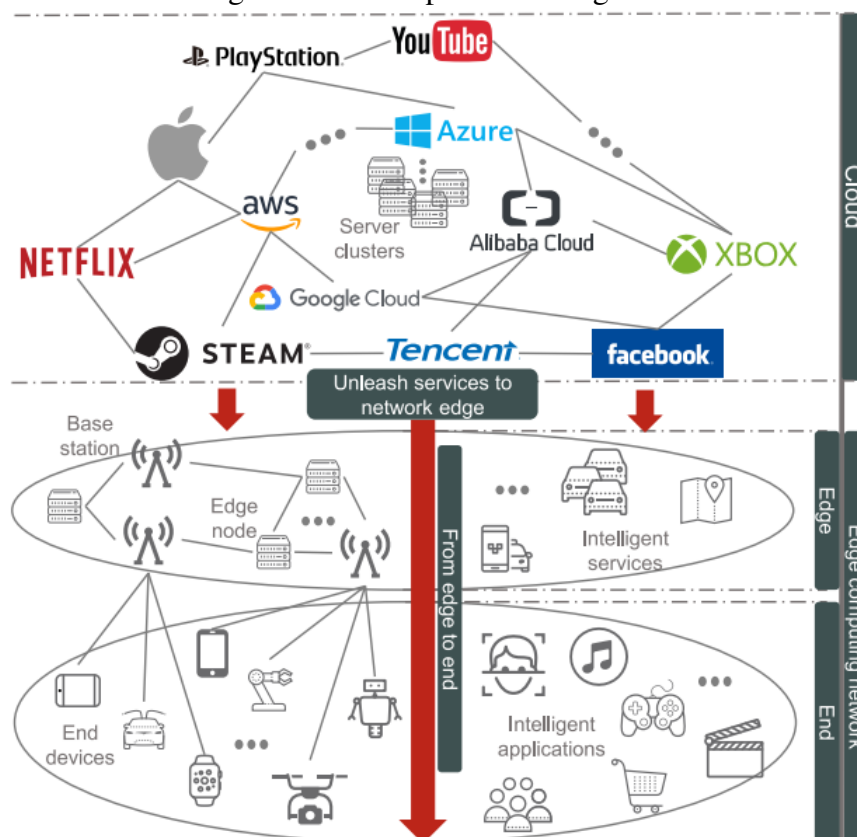 PlayStation
YouTube
Azure
aws
Server
clusters
Alibaba Cloud
NETFLIX
XBOX
Google Cloud
STEAM®
Tencent
facebook
Cloud
Unleash services to
network edge
Base
station
Edge
node
From edge to end
Intelligent
services
Edge
Edge computing network
End
devices
Intelligent
applications
End